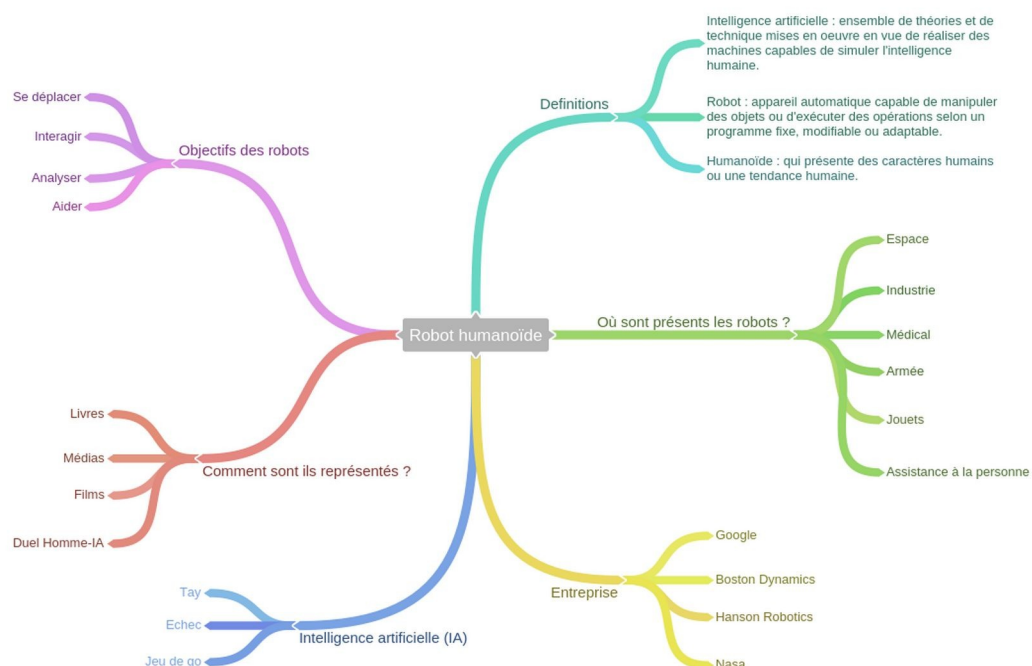 Intelligence artificielle : ensemble de théories et de
technique mises en oeuvre en vue de réaliser des
machines capables de simuler l'intelligence
humaine.
Definitions
Robot : appareil automatique capable de manipuler
des objets ou d'exécuter des opérations selon un
programme fixe, modifiable ou adaptable.
Humanoïde : qui présente des caractères humains
ou une tendance humaine.
Se déplacer
Interagir
Objectifs des robots
Analyser
Aider
Robot humanoïde
Où sont présents les robots ?
Espace
Industrie
Médical
Armée
Jouets
Assistance à la personne
Livres
Médias
Comment sont ils représentés ?
Films
Duel Homme-IA
Google
Boston Dynamics
Entreprise
Hanson Robotics
Nasa
Tay
Echec
Intelligence artificielle (IA)
Jeu de go